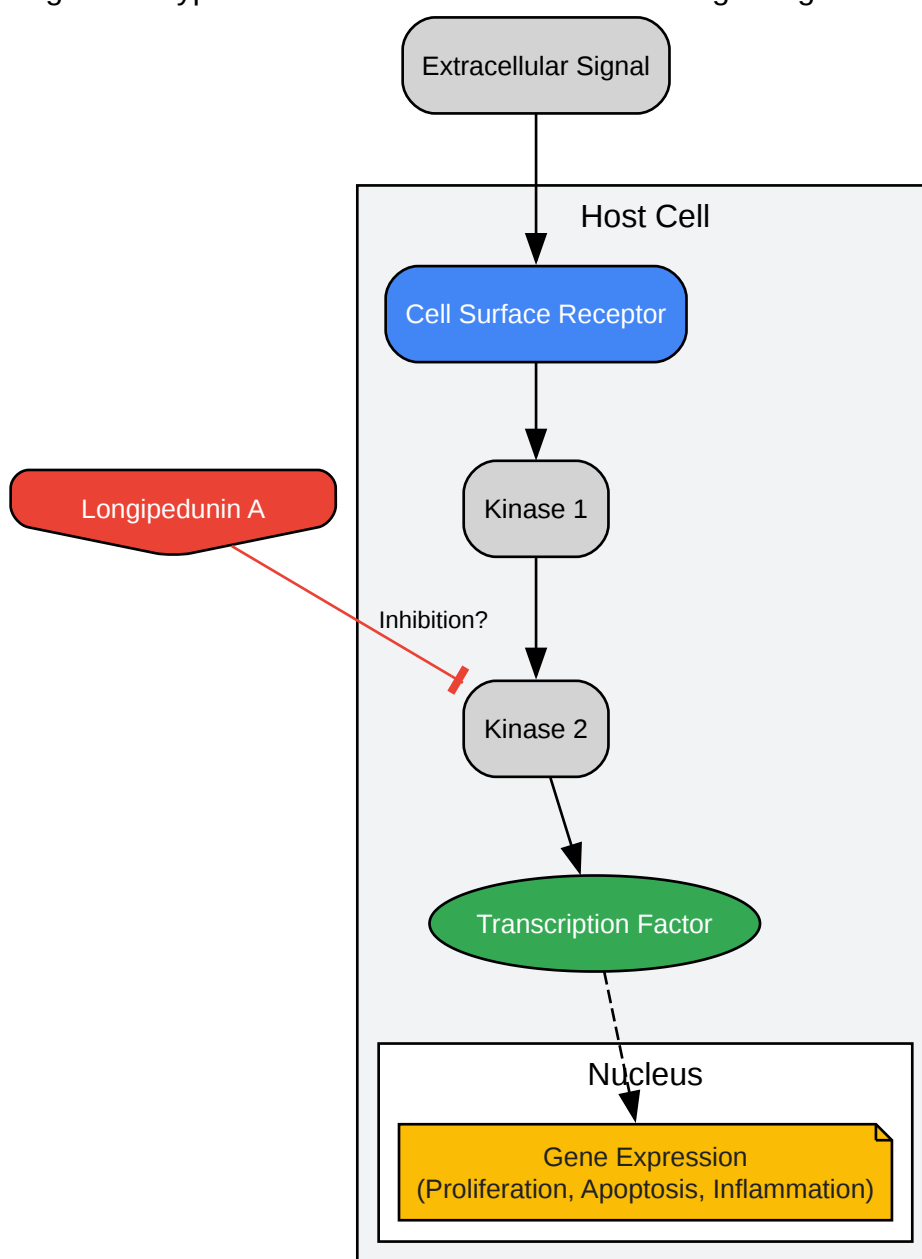 Extracellular Signal
Host Cell
Cell Surface Receptor
Longipedunin A
Kinase 1
Inhibition?
Kinase 2
Transcription Factor
Nucleus
Gene Expression
(Proliferation, Apoptosis, Inflammation)